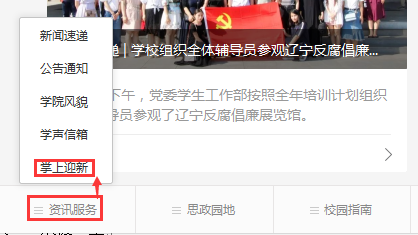 新闻速递
公告通知
学院风貌
学声信箱
掌上迎新
递 | 学校组织全体辅导员参观辽宁反腐倡廉...
下午，党委学生工作部按照全年培训计划组织
导员参观了辽宁反腐倡廉展览馆。
资讯服务
思政园地
校园指南